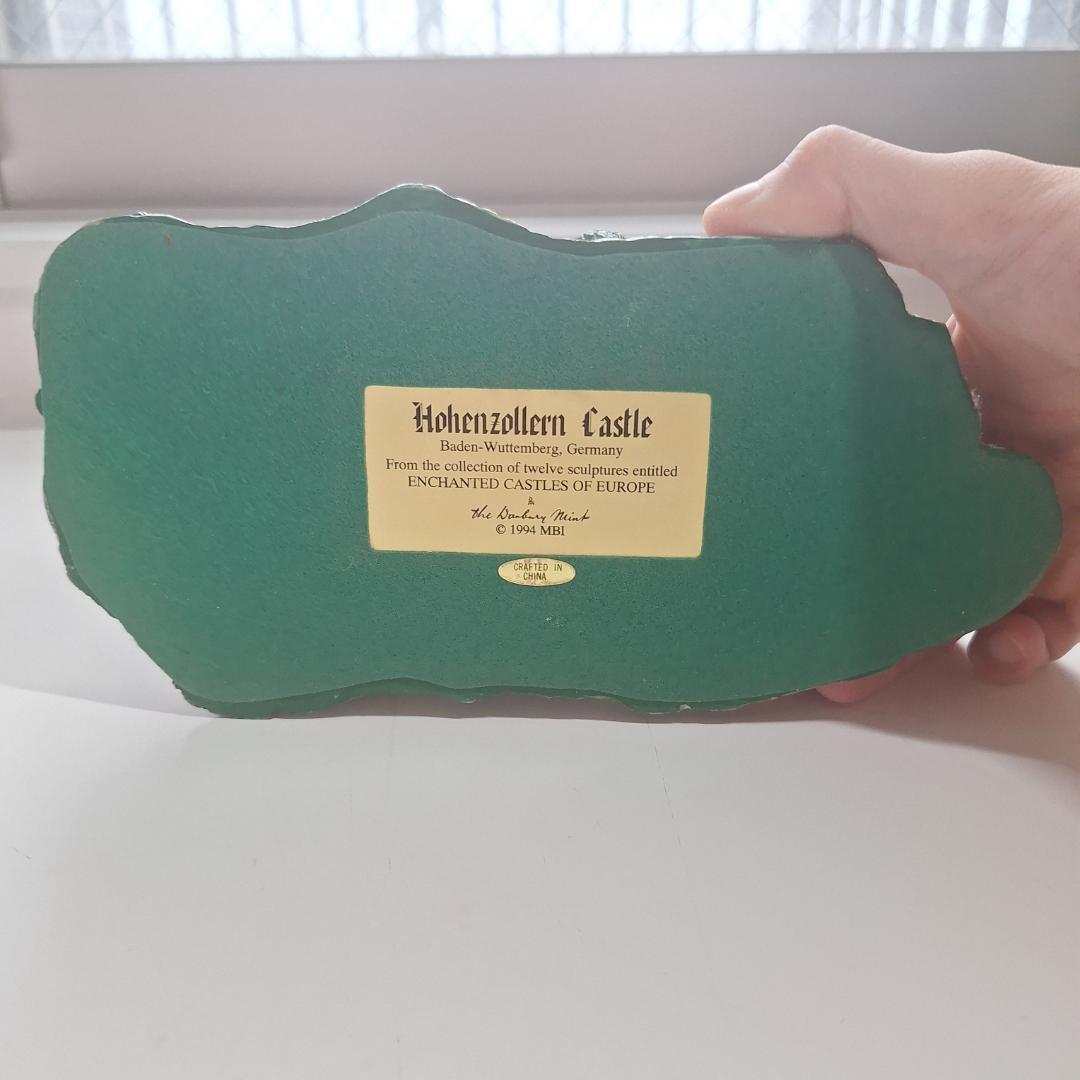 Hohenzollern Castle
Baden-Wuttemberg, Germany
From the collection of twelve sculptures entitled
ENCHANTED CASTLES OF EUROPE
The Danbury Mint
© 1994 MBI
CRAFTED IN
CHINA